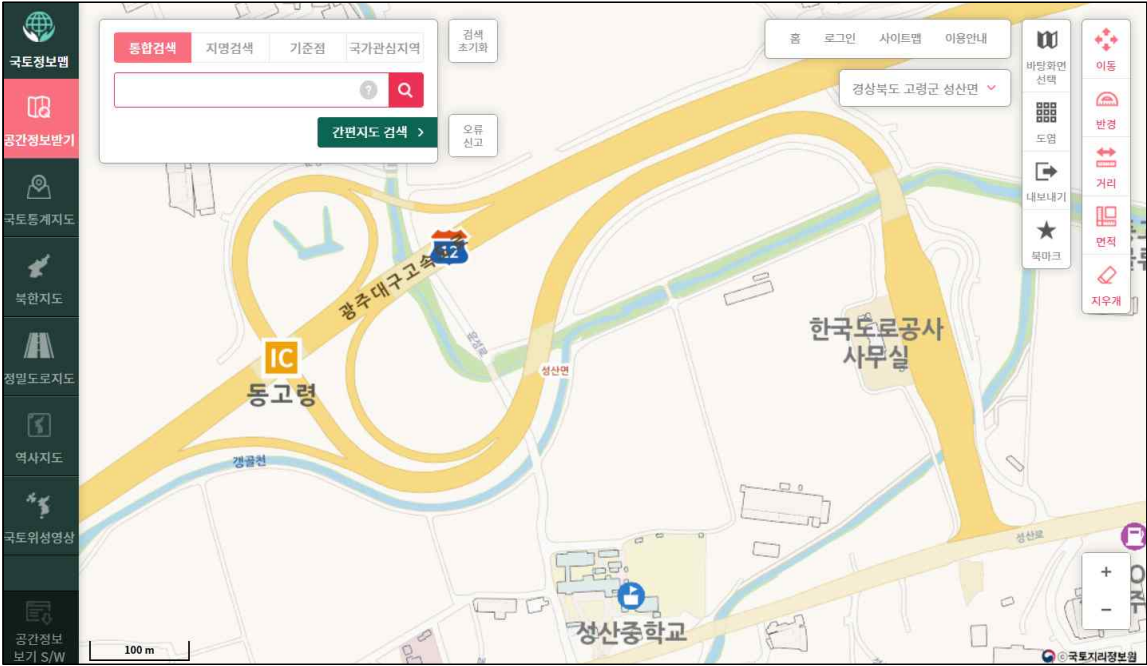 국토정보맵
공간정보받기
국토통계지도
북한지도
정밀도로지도
역사지도
국토위성영상
공간정보
보기 S/W
통합검색 지명검색 기준점 국가관심지역
?
간편지도 검색 >
검색
초기화
오류
신고
홈 로그인 사이트맵 이용안내
경상북도 고령군 성산면
바탕화면
선택
도엽
내보내기
북마크
이동
반경
거리
면적
지우개
광주대구고속도로
12
IC
동고령
운성로
성산면
갱골천
한국도로공사
사무실
성산로
성산중학교
주
+
−
100 m
©국토지리정보원